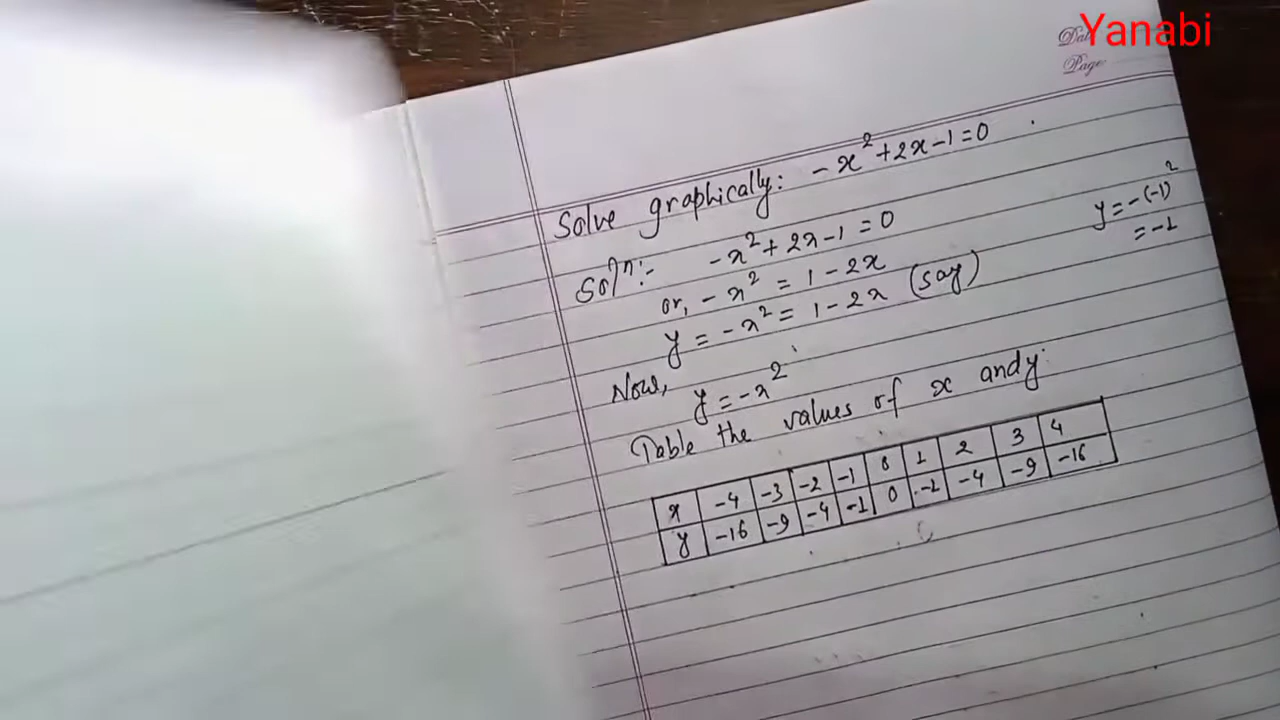 Yanabi
Date
Page
Solve graphically: -x² + 2x - 1 = 0
Solⁿ:- -x² + 2x - 1 = 0
or, -x² = 1 - 2x
y = -x² = 1 - 2x (say)
y = -(-1)²
= -1
Now,
y = -x²
Table the values of x and y:
x -4 -3 -2 -1 0 1 2 3 4
y -16 -9 -4 -1 0 -1 -4 -9 -16